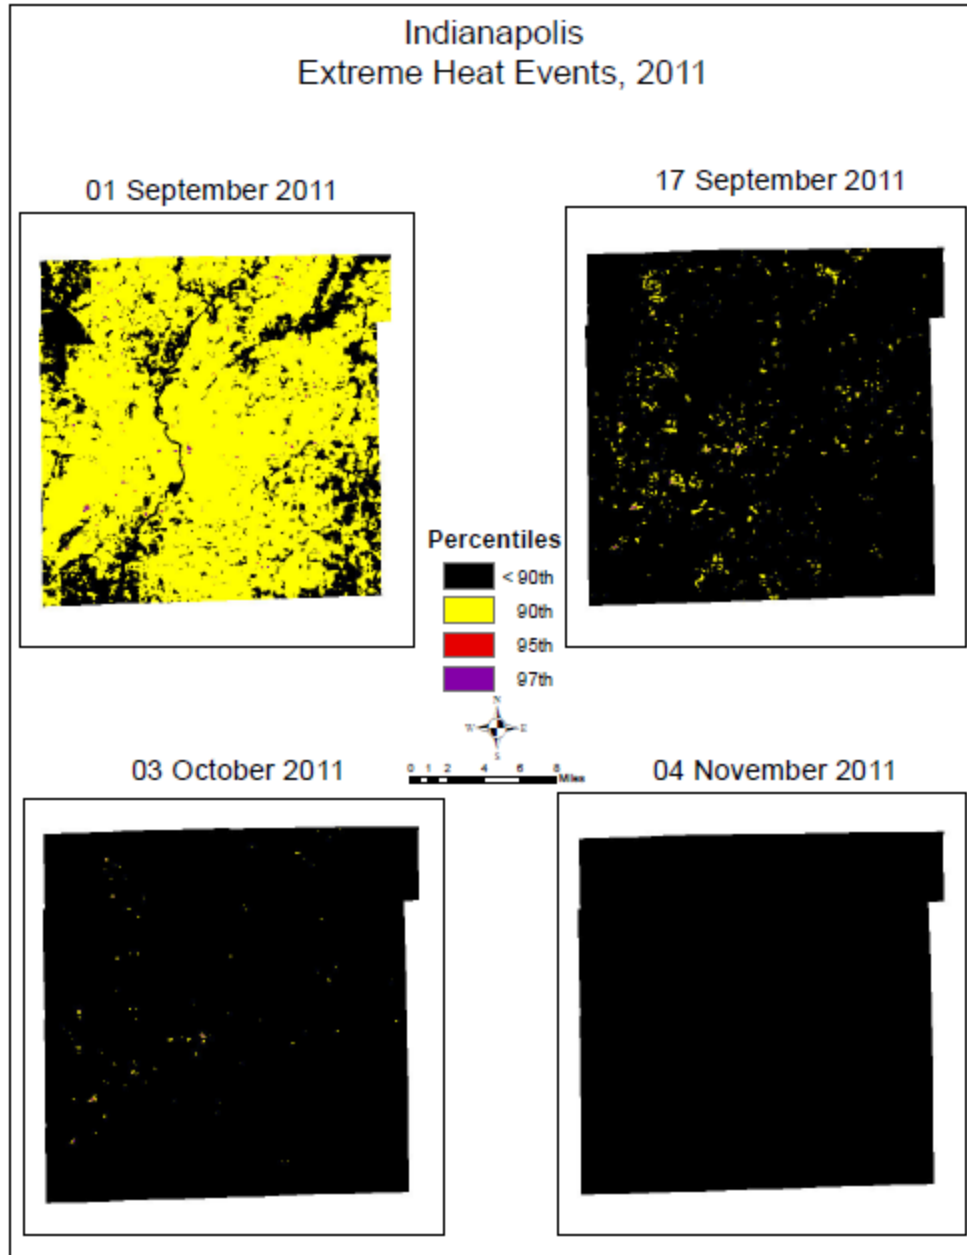 Indianapolis
Extreme Heat Events, 2011
01 September 2011
17 September 2011
Percentiles
< 90th
90th
95th
97th
N
W E
S
0 1 2 4 6 8
Miles
03 October 2011
04 November 2011